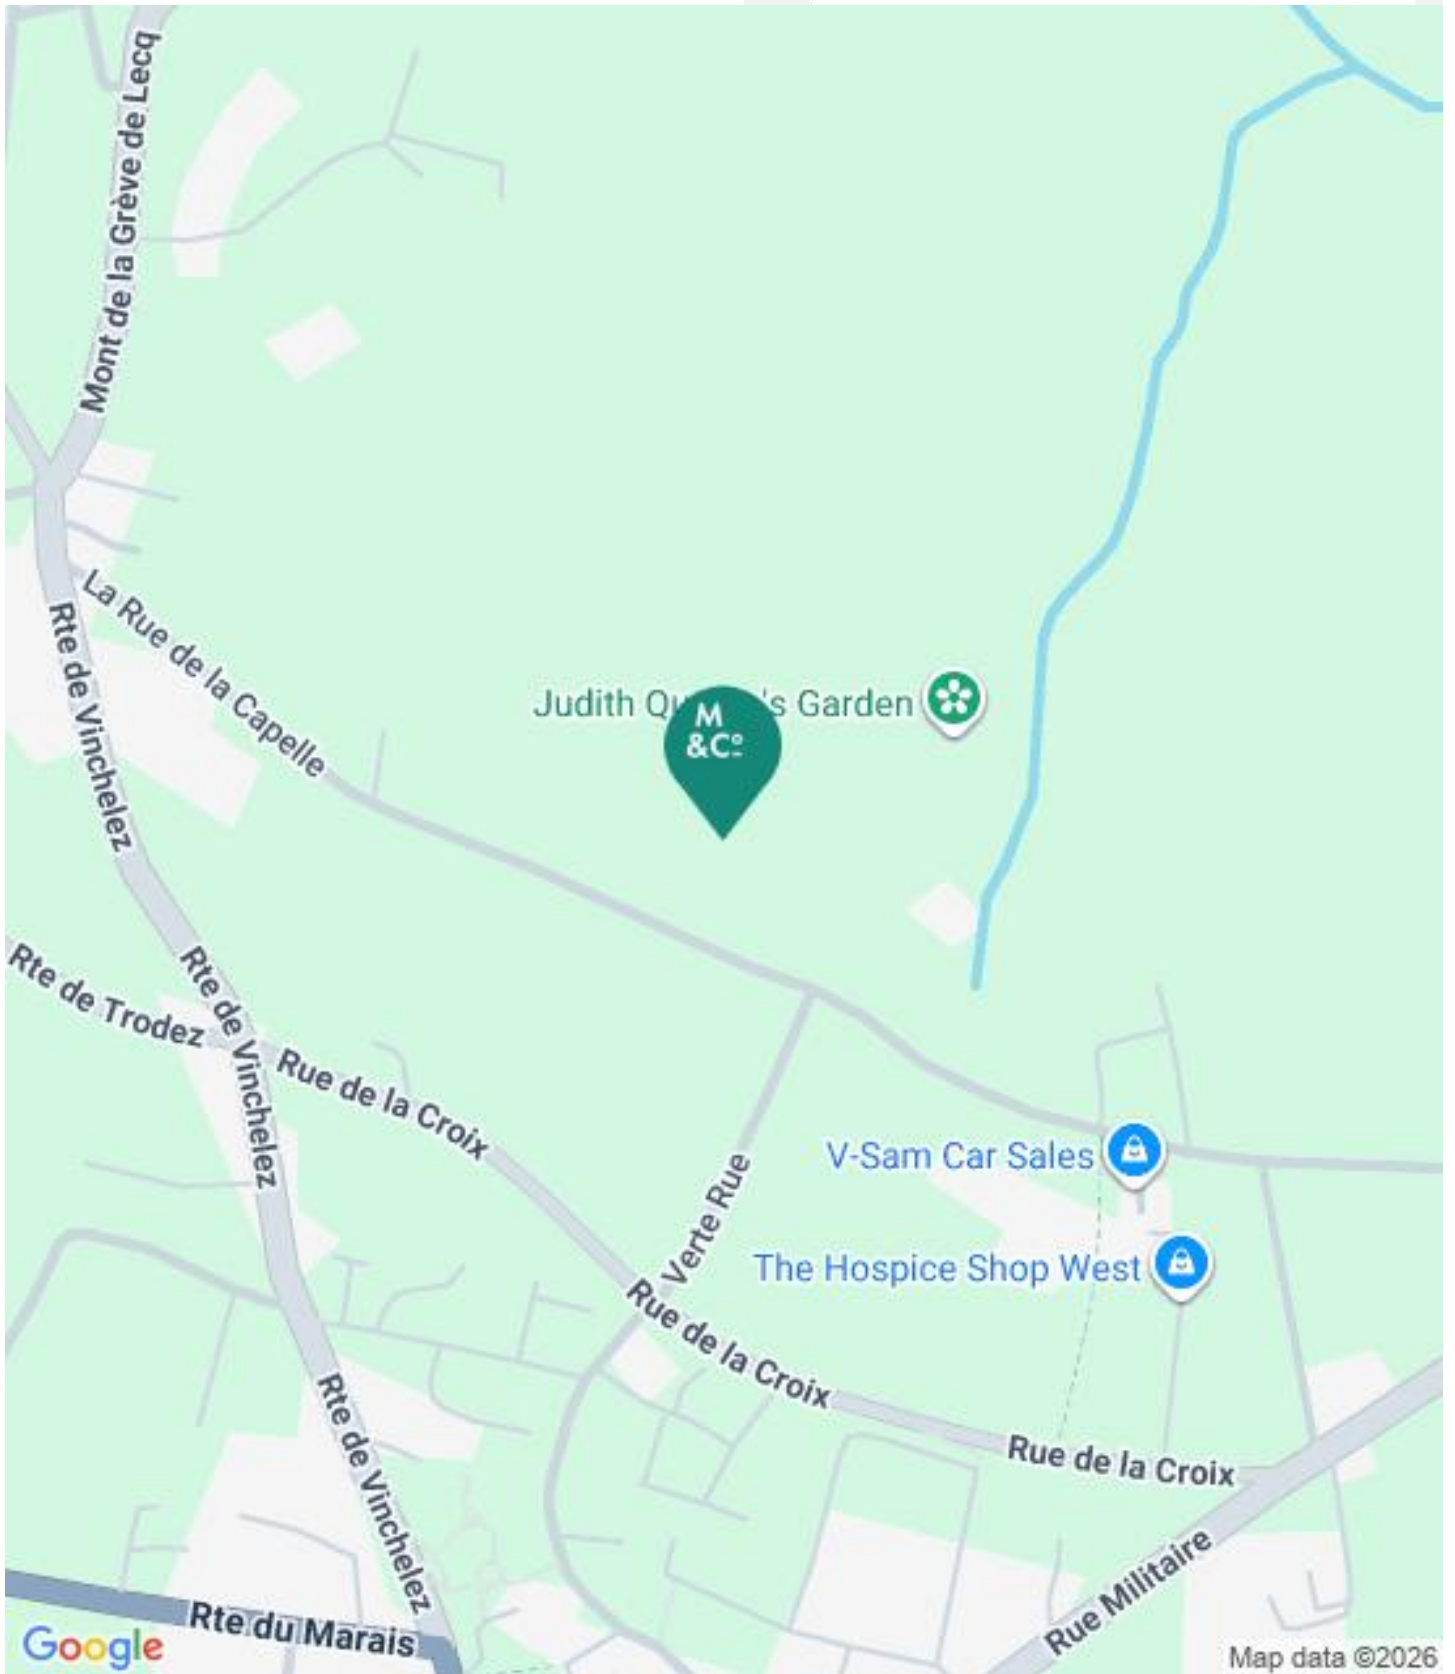 Mont de la Grève de Lecq
La Rue de la Capelle
Rte de Vinchelez
Judith Qu 's Garden
M
&Cº
Rte de Trodez
Rte de Vinchelez
Rue de la Croix
V-Sam Car Sales
Verte Rue
The Hospice Shop West
Rue de la Croix
Rte de Vinchelez
Rue de la Croix
Rue Militaire
Rte du Marais
Google
Map data ©2026